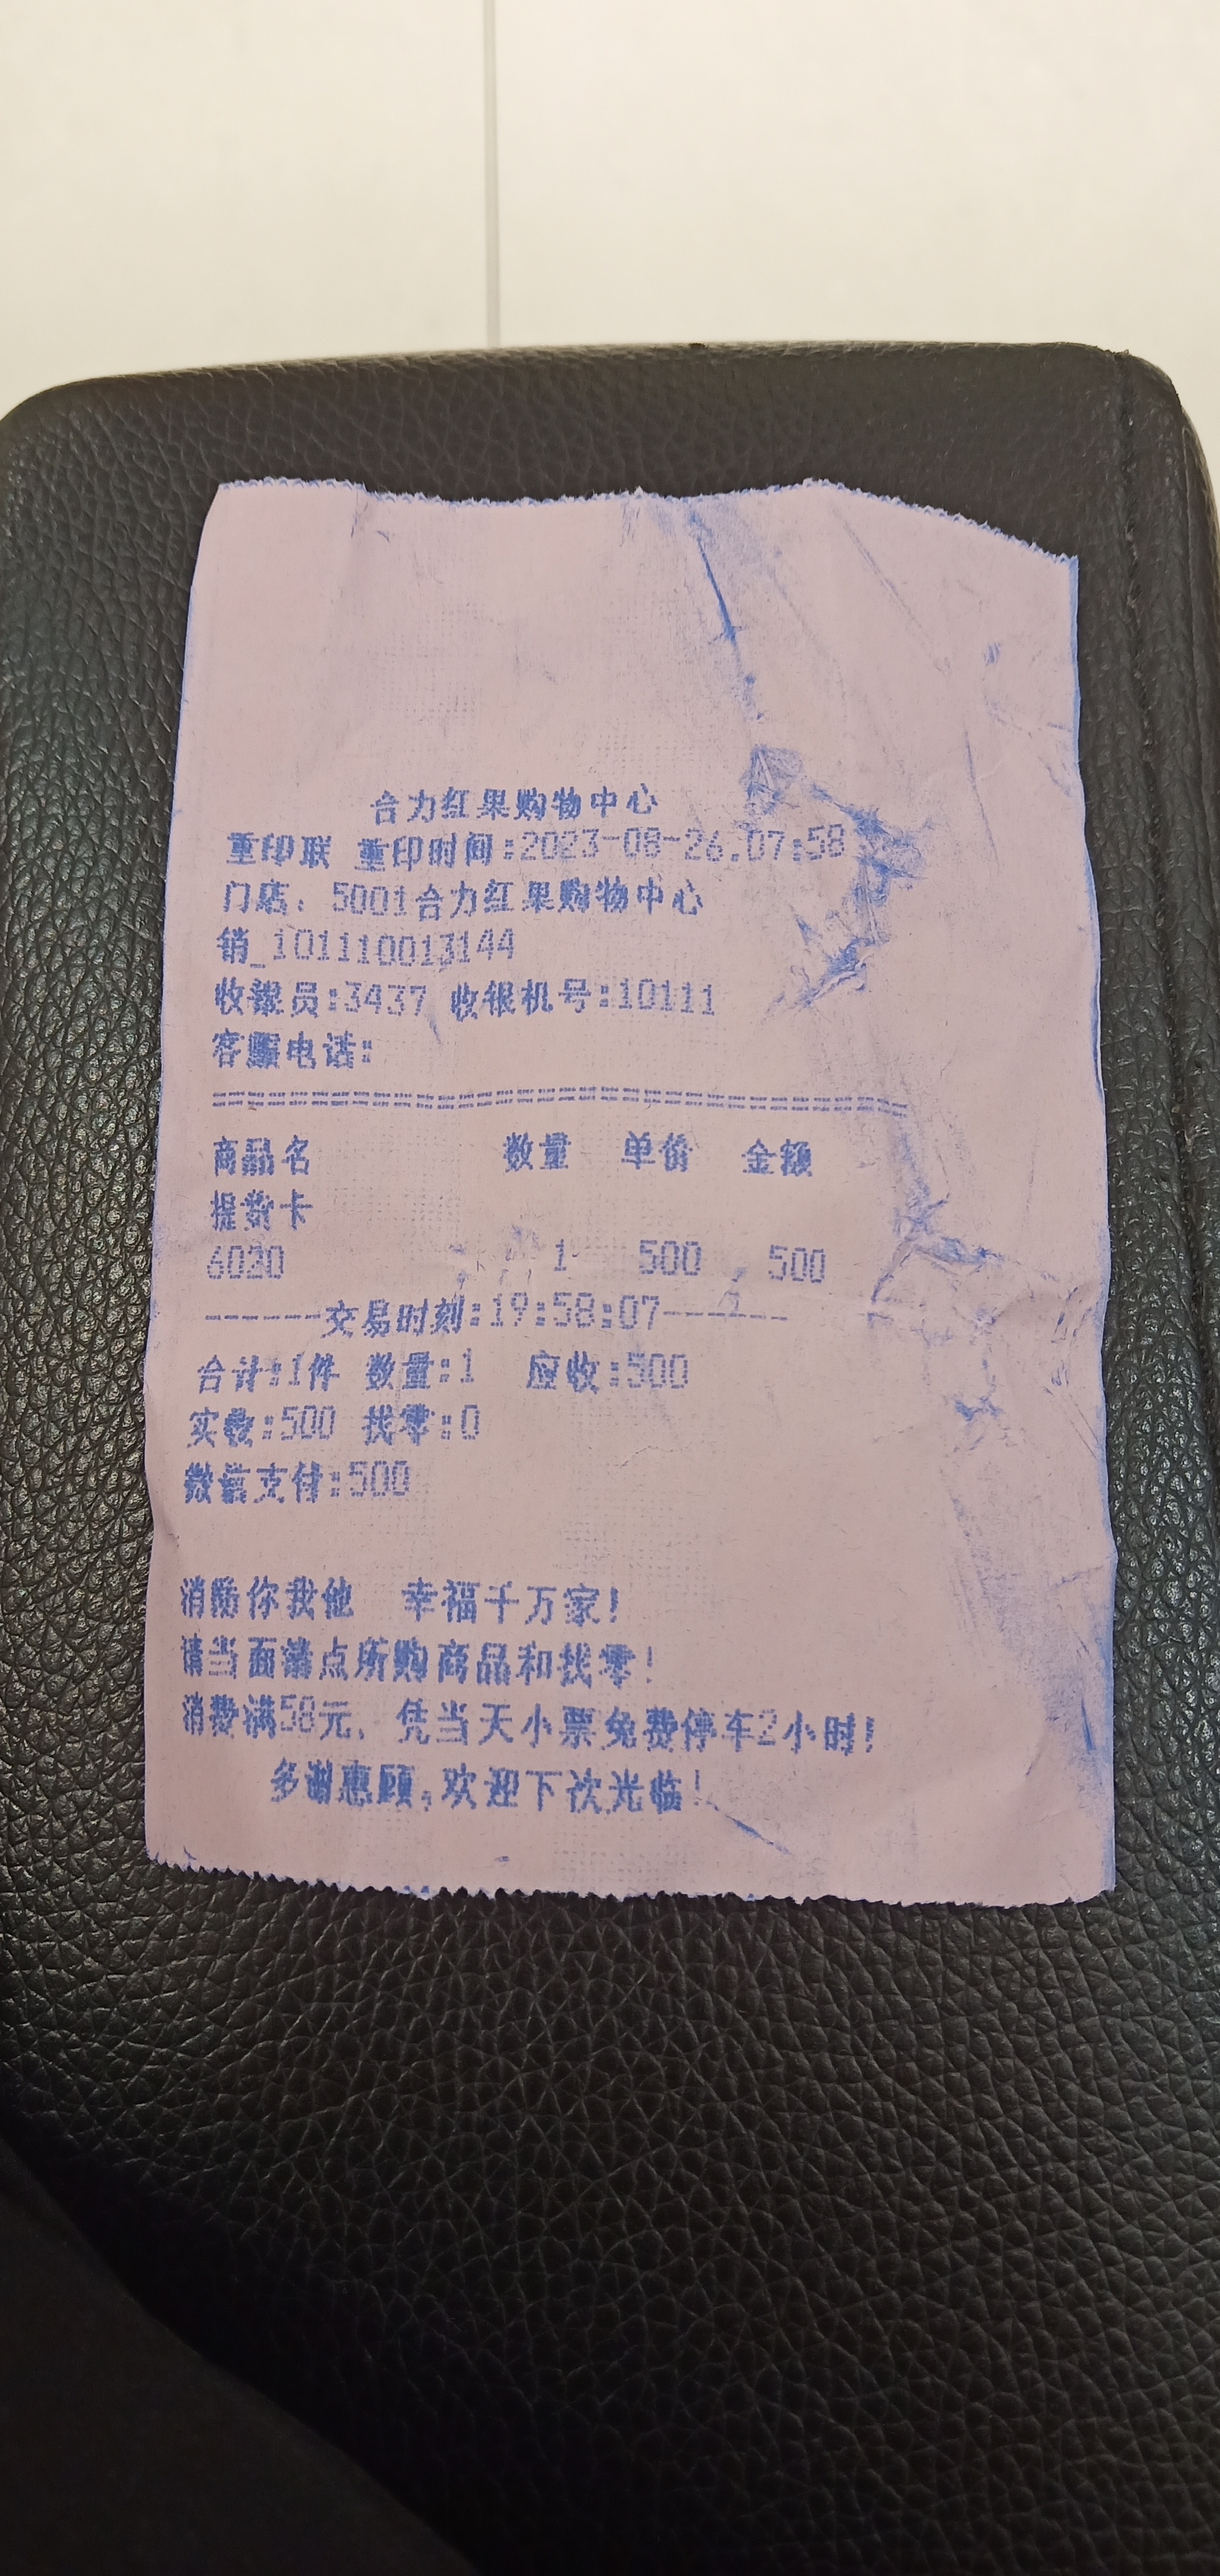 合力红果购物中心
重印联 重印时间:2023-08-26.07:58
门店: 5001合力红果购物中心
销_101110013144
收银员:3437 收银机号:10111
客顾电话:
商品名 数量 单价 金额
提货卡
6020 1 500 500
------交易时刻:19:58:07------
合计:1件 数量:1 应收:500
实收:500 找零:0
微信支付:500
消防你我他 幸福千万家!
请当面清点所购商品和找零!
消费满58元, 凭当天小票免费停车2小时!
多谢惠顾,欢迎下次光临!